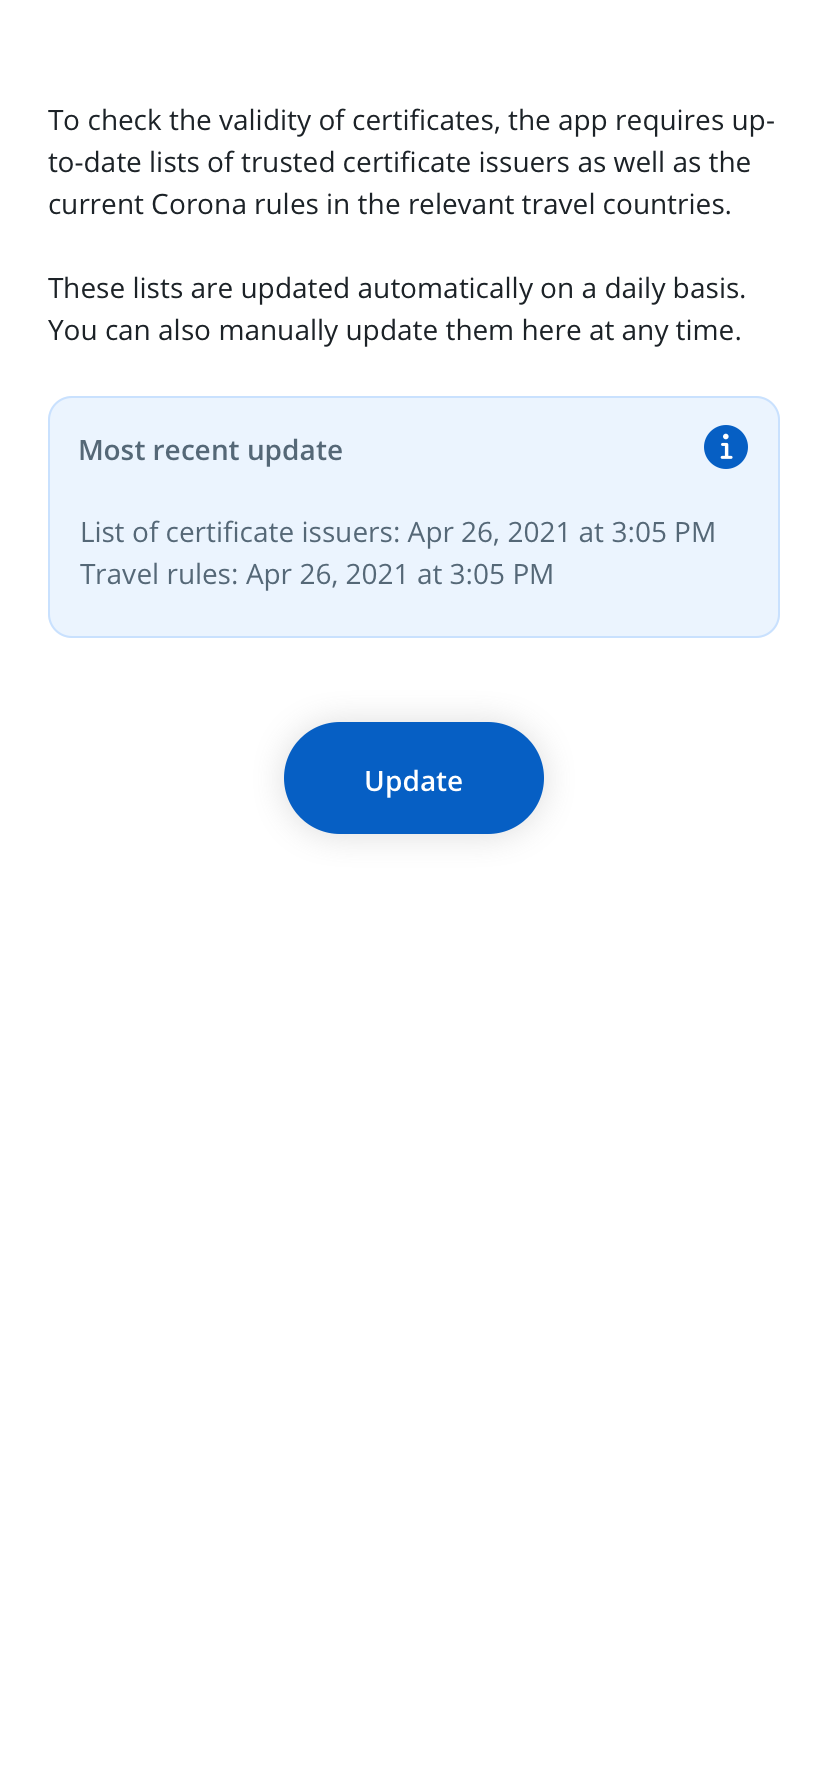 To check the validity of certificates, the app requires up-
to-date lists of trusted certificate issuers as well as the
current Corona rules in the relevant travel countries.
These lists are updated automatically on a daily basis.
You can also manually update them here at any time.
Most recent update
List of certificate issuers: Apr 26, 2021 at 3:05 PM
Travel rules: Apr 26, 2021 at 3:05 PM
Update